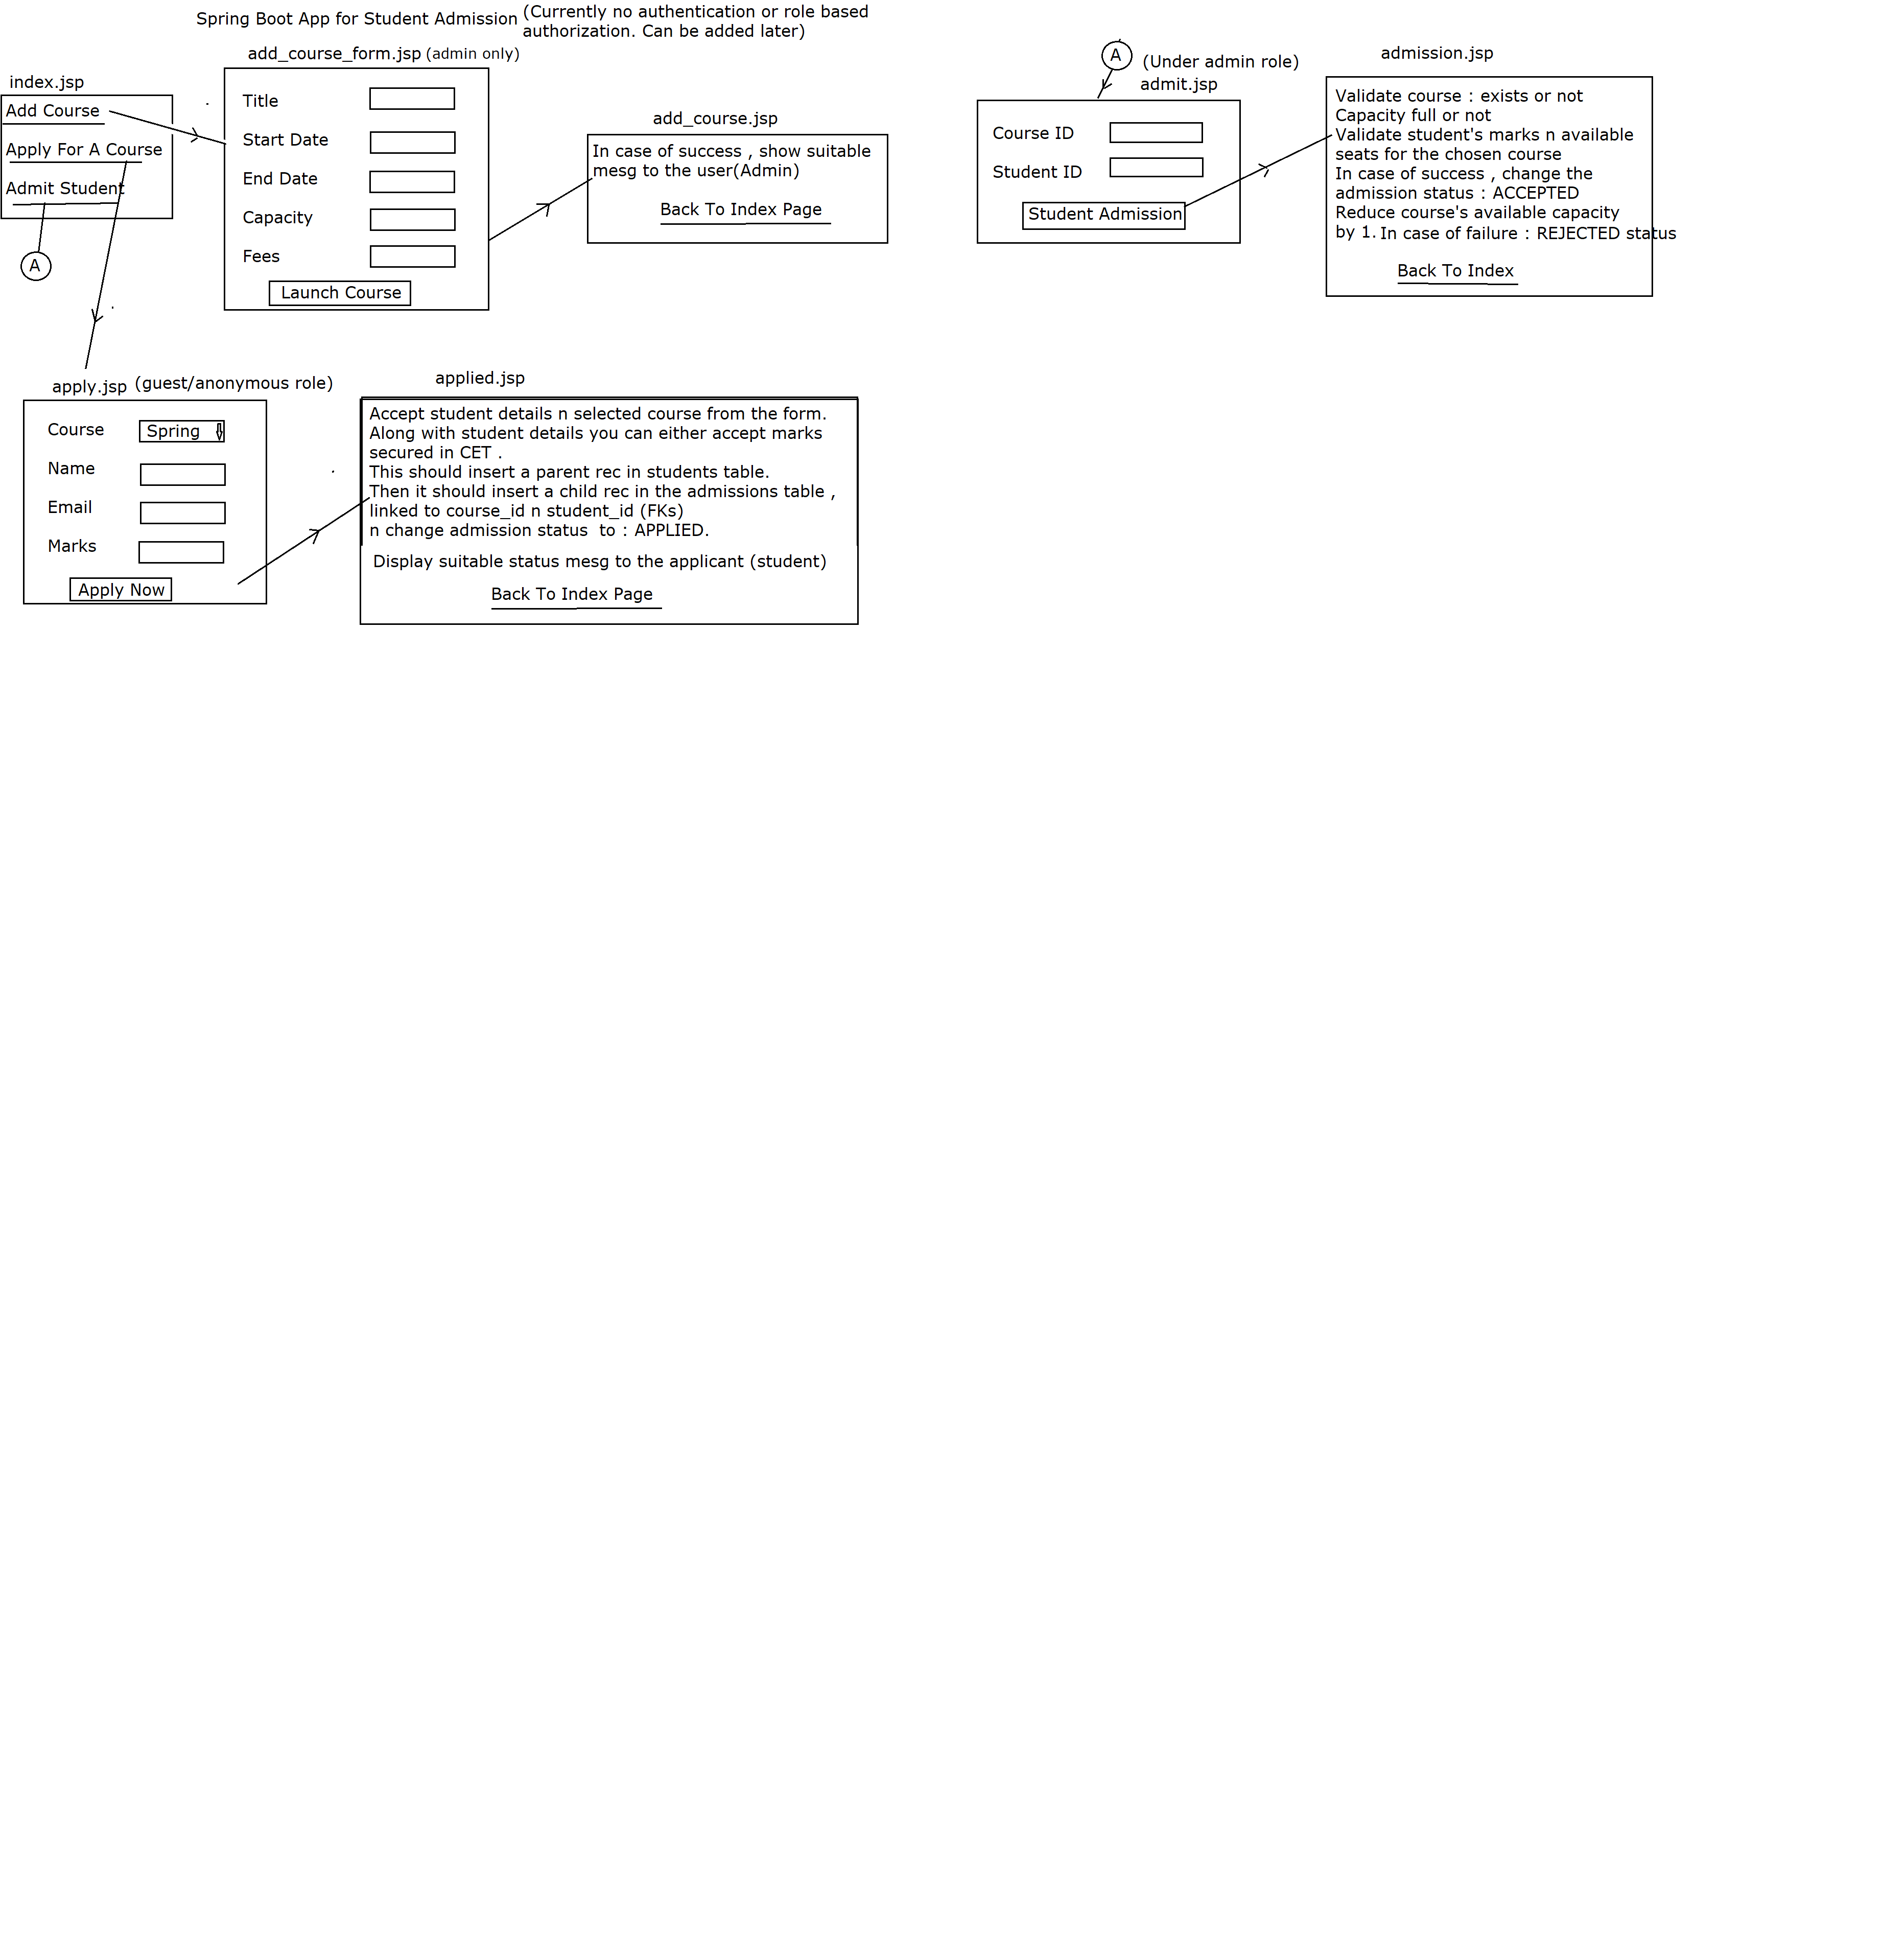 Spring Boot App for Student Admission
(Currently no authentication or role based
authorization. Can be added later)
index.jsp
Add Course
Apply For A Course
Admit Student
A
add_course_form.jsp (admin only)
Title
Start Date
End Date
Capacity
Fees
Launch Course
add_course.jsp
In case of success , show suitable
mesg to the user(Admin)
Back To Index Page
A
(Under admin role)
admit.jsp
Course ID
Student ID
Student Admission
admission.jsp
Validate course : exists or not
Capacity full or not
Validate student's marks n available
seats for the chosen course
In case of success , change the
admission status : ACCEPTED
Reduce course's available capacity
by 1. In case of failure : REJECTED status
Back To Index
apply.jsp (guest/anonymous role)
Course
Spring
Name
Email
Marks
Apply Now
applied.jsp
Accept student details n selected course from the form.
Along with student details you can either accept marks
secured in CET .
This should insert a parent rec in students table.
Then it should insert a child rec in the admissions table ,
linked to course_id n student_id (FKs)
n change admission status  to : APPLIED.
Display suitable status mesg to the applicant (student)
Back To Index Page